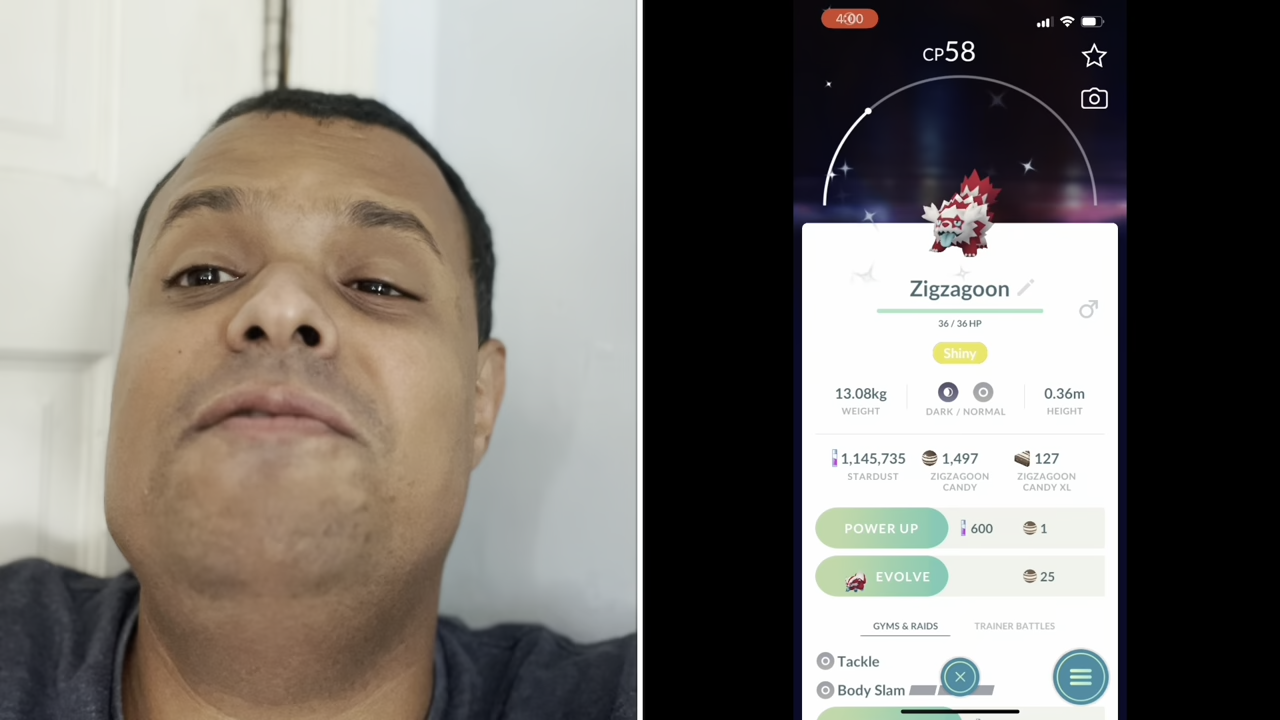 4:00
CP58
Zigzagoon
36 / 36 HP
Shiny
13.08kg
WEIGHT
DARK / NORMAL
0.36m
HEIGHT
1,145,735
STARDUST
1,497
ZIGZAGOON
CANDY
127
ZIGZAGOON
CANDY XL
POWER UP 600 1
EVOLVE 25
GYMS & RAIDS TRAINER BATTLES
Tackle
Body Slam